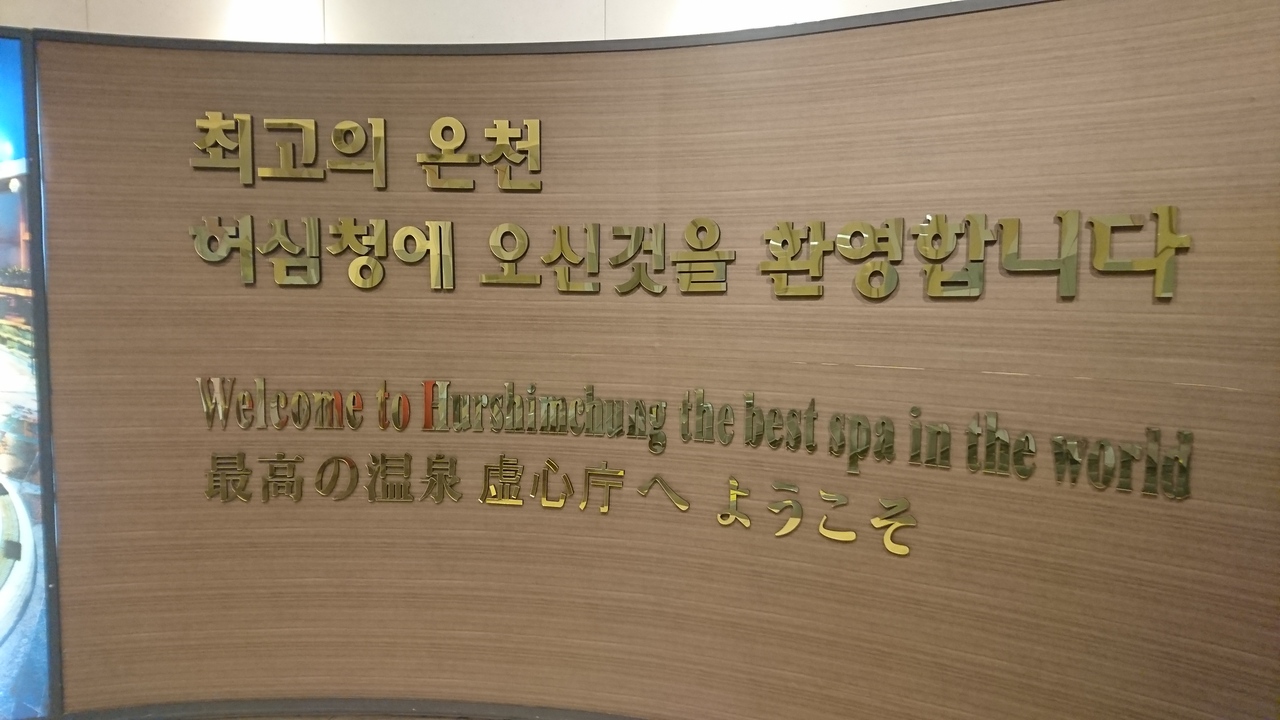 최고의 온천
허심청에 오신것을 환영합니다
Welcome to Hurshimchung the best spa in the world
最高の温泉 虚心庁へ ようこそ